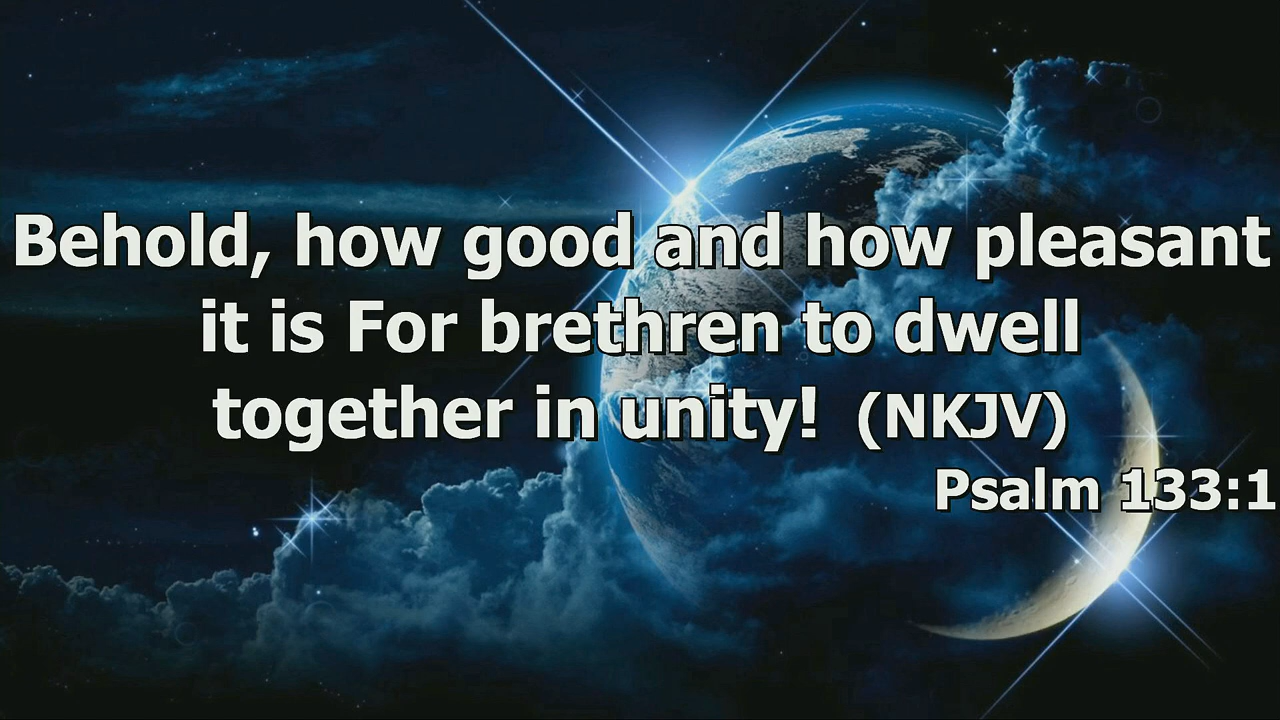 Behold, how good and how pleasant
it is For brethren to dwell
together in unity! (NKJV)
Psalm 133:1